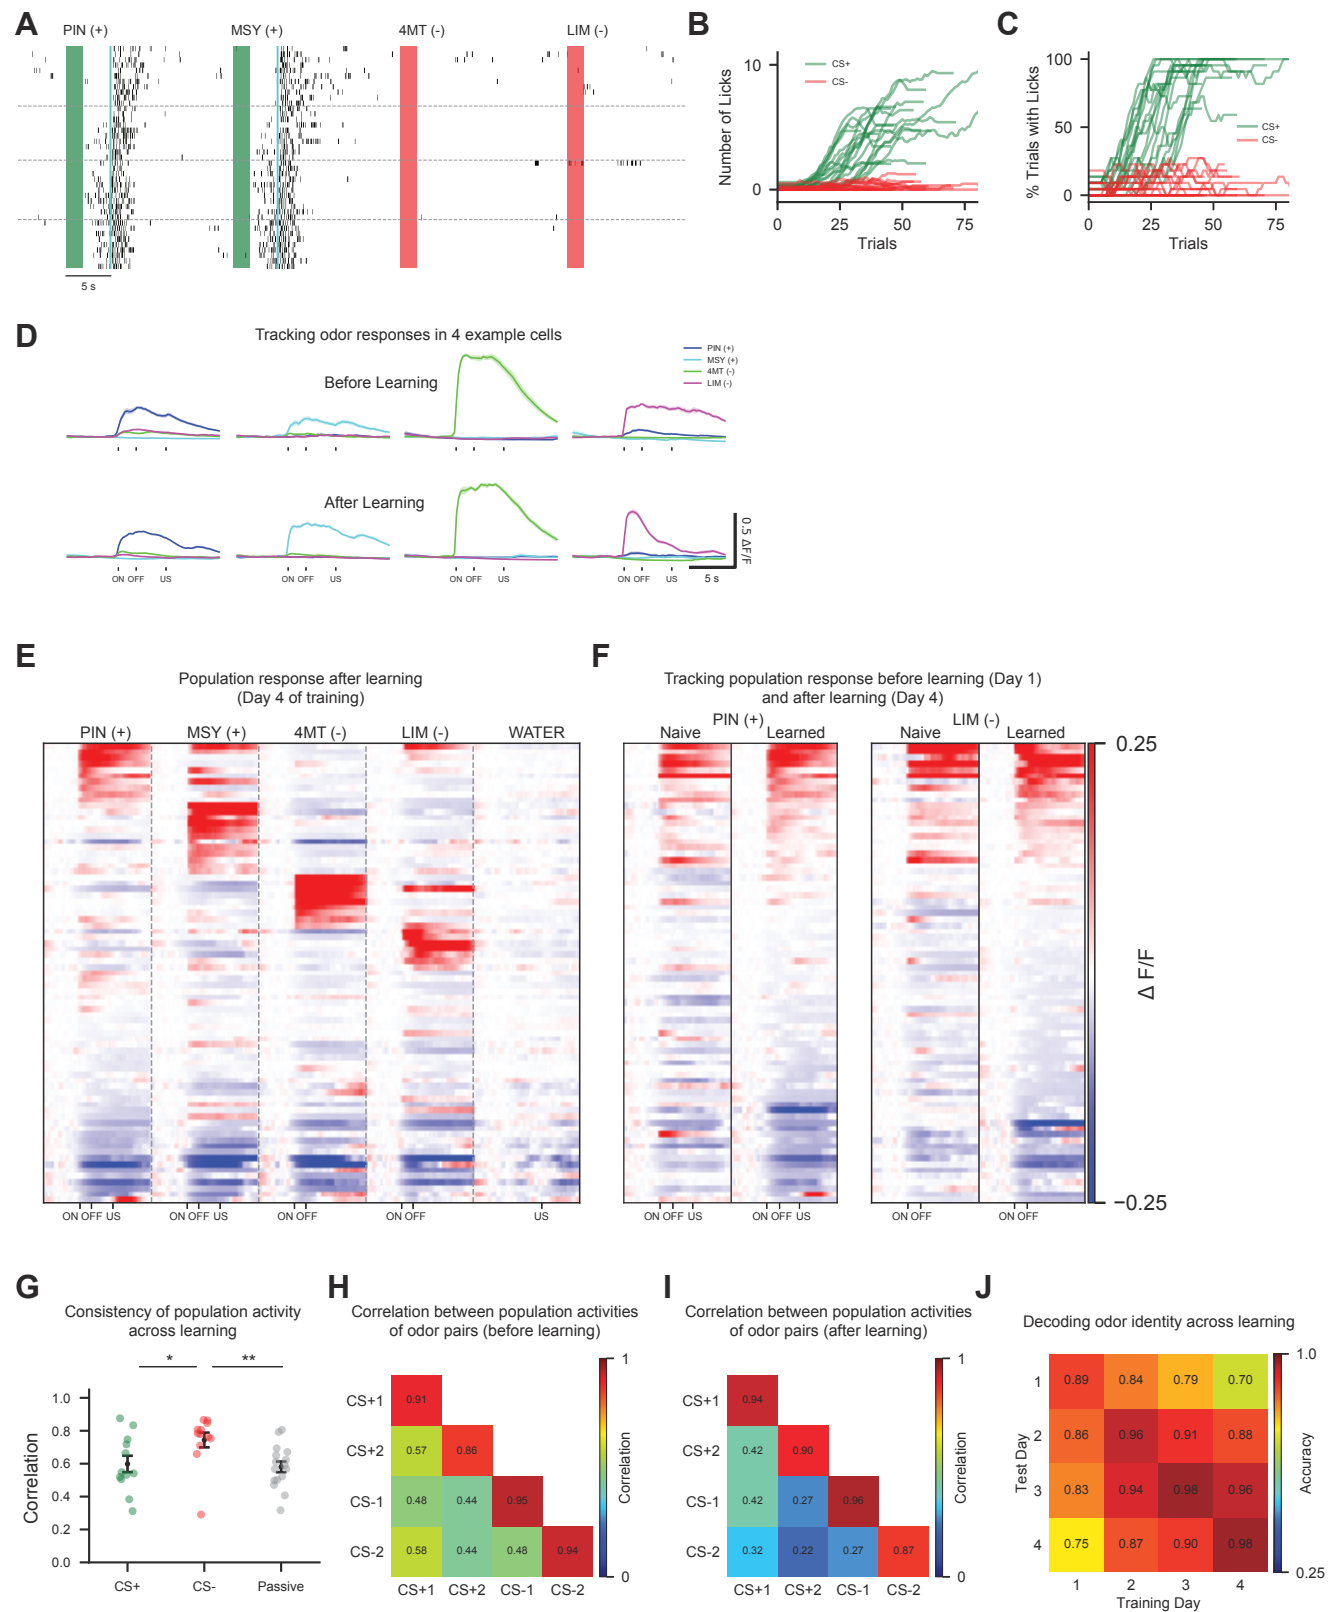 A
PIN (+)
MSY (+)
4MT (-)
LIM (-)
5 s
B
Number of Licks
10
0
CS+
CS-
0 25 50 75
Trials
C
% Trials with Licks
100
50
0
CS+
CS-
0 25 50 75
Trials
D
Tracking odor responses in 4 example cells
Before Learning
PIN (+)
MSY (+)
4MT (-)
LIM (-)
After Learning
ON OFF US
ON OFF US
ON OFF US
ON OFF US
0.5 ΔF/F
5 s
E
Population response after learning
(Day 4 of training)
PIN (+)
MSY (+)
4MT (-)
LIM (-)
WATER
ON OFF US
ON OFF US
ON OFF
ON OFF
US
F
Tracking population response before learning (Day 1)
and after learning (Day 4)
PIN (+)
LIM (-)
Naive
Learned
Naive
Learned
ON OFF US
ON OFF US
ON OFF
ON OFF
0.25
Δ F/F
−0.25
G
Consistency of population activity
across learning
*
**
Correlation
1.0
0.8
0.6
0.4
0.2
0.0
CS+
CS-
Passive
H
Correlation between population activities
of odor pairs (before learning)
CS+1 0.91
CS+2 0.57 0.86
CS-1 0.48 0.44 0.95
CS-2 0.58 0.44 0.48 0.94
CS+1 CS+2 CS-1 CS-2
1
Correlation
0
I
Correlation between population activities
of odor pairs (after learning)
CS+1 0.94
CS+2 0.42 0.90
CS-1 0.42 0.27 0.96
CS-2 0.32 0.22 0.27 0.87
CS+1 CS+2 CS-1 CS-2
1
Correlation
0
J
Decoding odor identity across learning
Test Day
1 0.89 0.84 0.79 0.70
2 0.86 0.96 0.91 0.88
3 0.83 0.94 0.98 0.96
4 0.75 0.87 0.90 0.98
1 2 3 4
Training Day
1.0
Accuracy
0.25